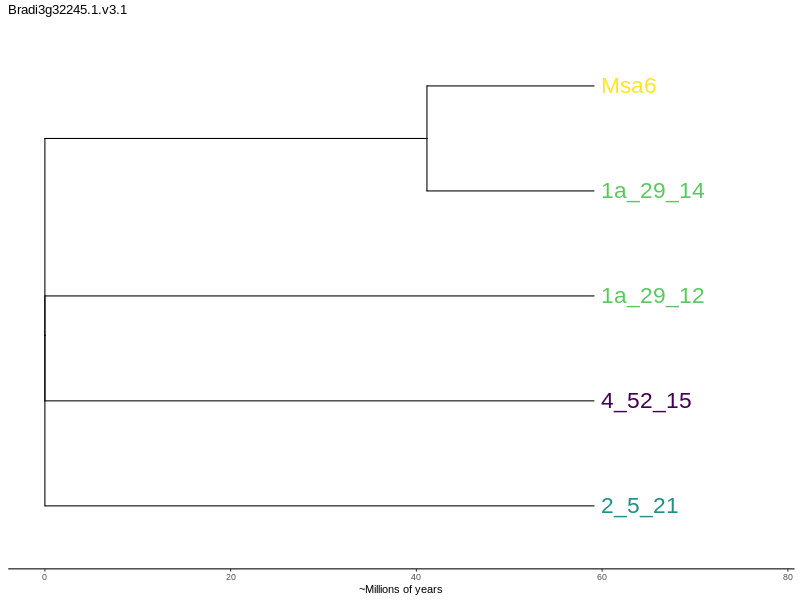 Bradi3g32245.1.v3.1
Msa6
1a_29_14
1a_29_12
4_52_15
2_5_21
0 20 40 60 80
~Millions of years